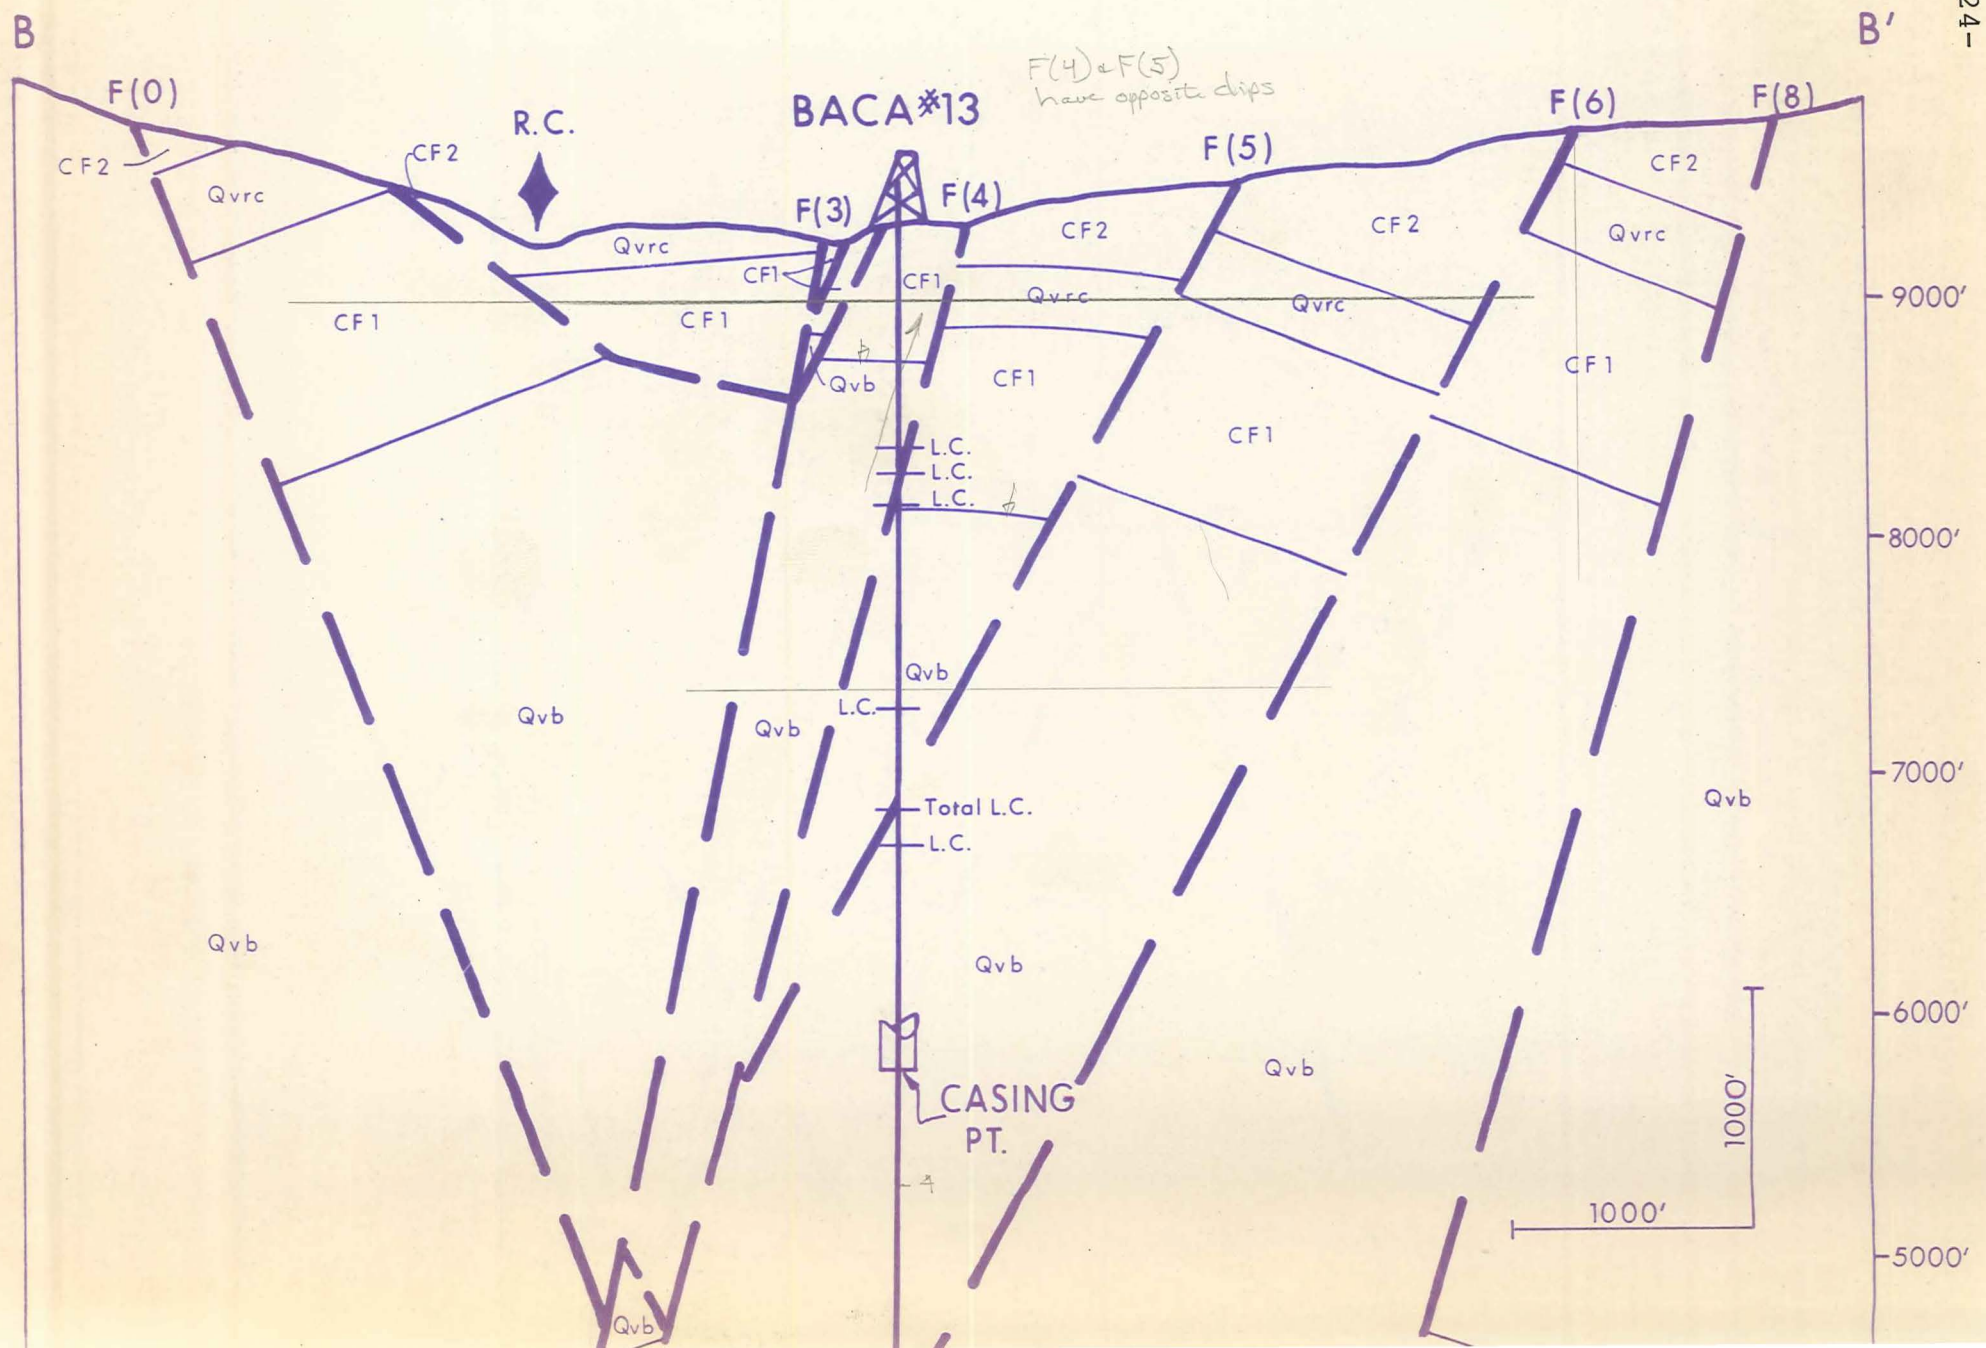 B
B'
24-
F(0)
R.C.
BACA #13
F(4) & F(5)
have opposite dips
F(6)
F(8)
F(5)
F(3)
F(4)
CF2
CF2
CF2
CF2
CF2
Qvrc
Qvrc
Qvrc
Qvrc
Qvrc
CF1
CF1
CF1
CF1
CF1
CF1
CF1
Qvb
9000'
L.C.
L.C.
L.C.
8000'
Qvb
L.C.
Qvb
Qvb
7000'
Qvb
Total L.C.
L.C.
Qvb
Qvb
6000'
Qvb
CASING
PT.
1000'
1000'
5000'
Qvb